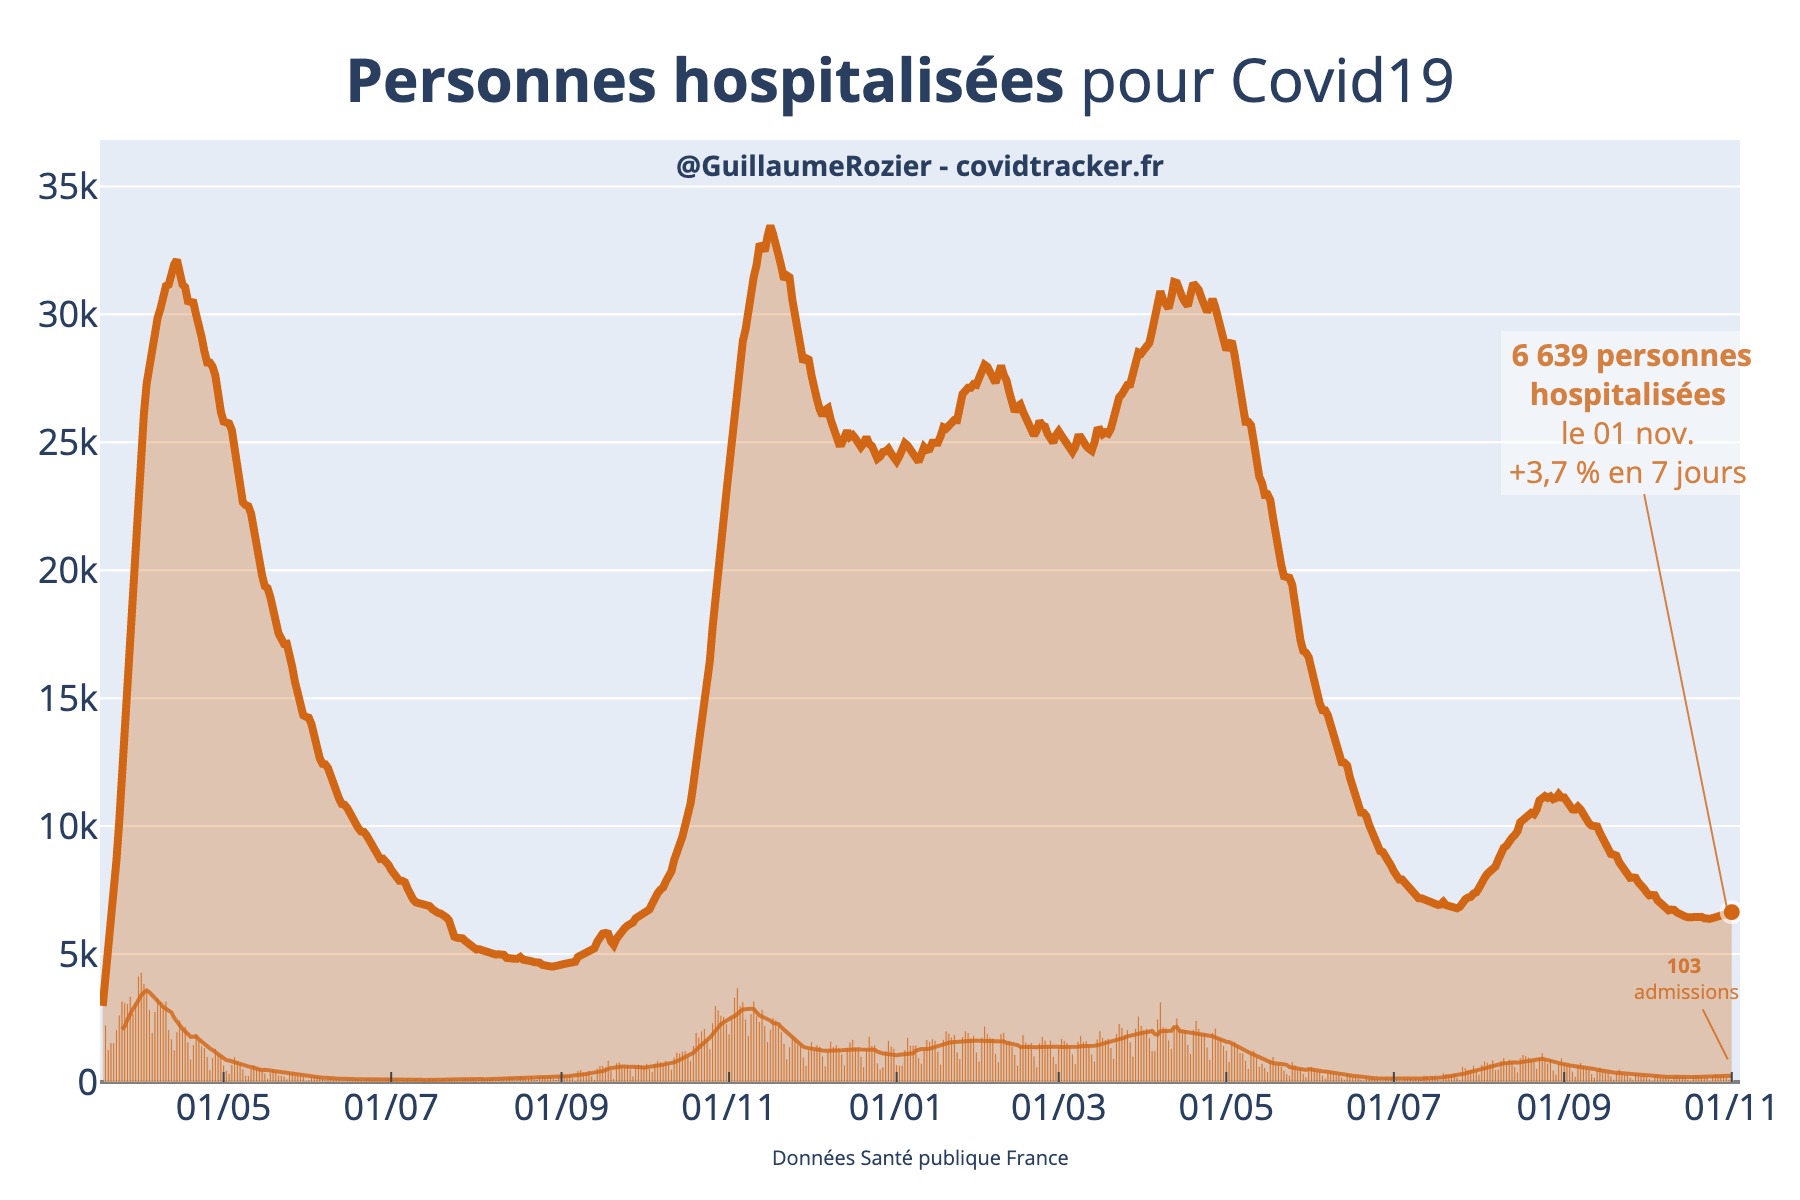 Personnes hospitalisées pour Covid19
@GuillaumeRozier - covidtracker.fr
35k
30k
25k
20k
15k
10k
5k
0
6 639 personnes
hospitalisées
le 01 nov.
+3,7 % en 7 jours
103
admissions
01/05 01/07 01/09 01/11 01/01 01/03 01/05 01/07 01/09 01/11
Données Santé publique France